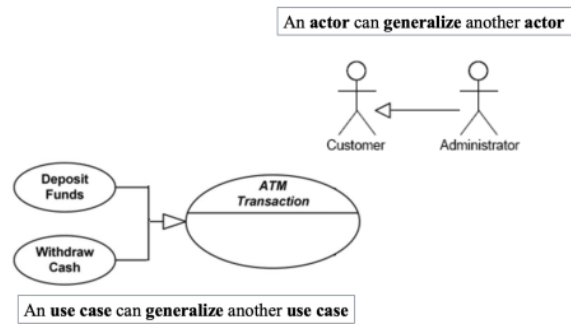 An actor can generalize another actor
Customer
Administrator
Deposit
Funds
ATM
Transaction
Withdraw
Cash
An use case can generalize another use case